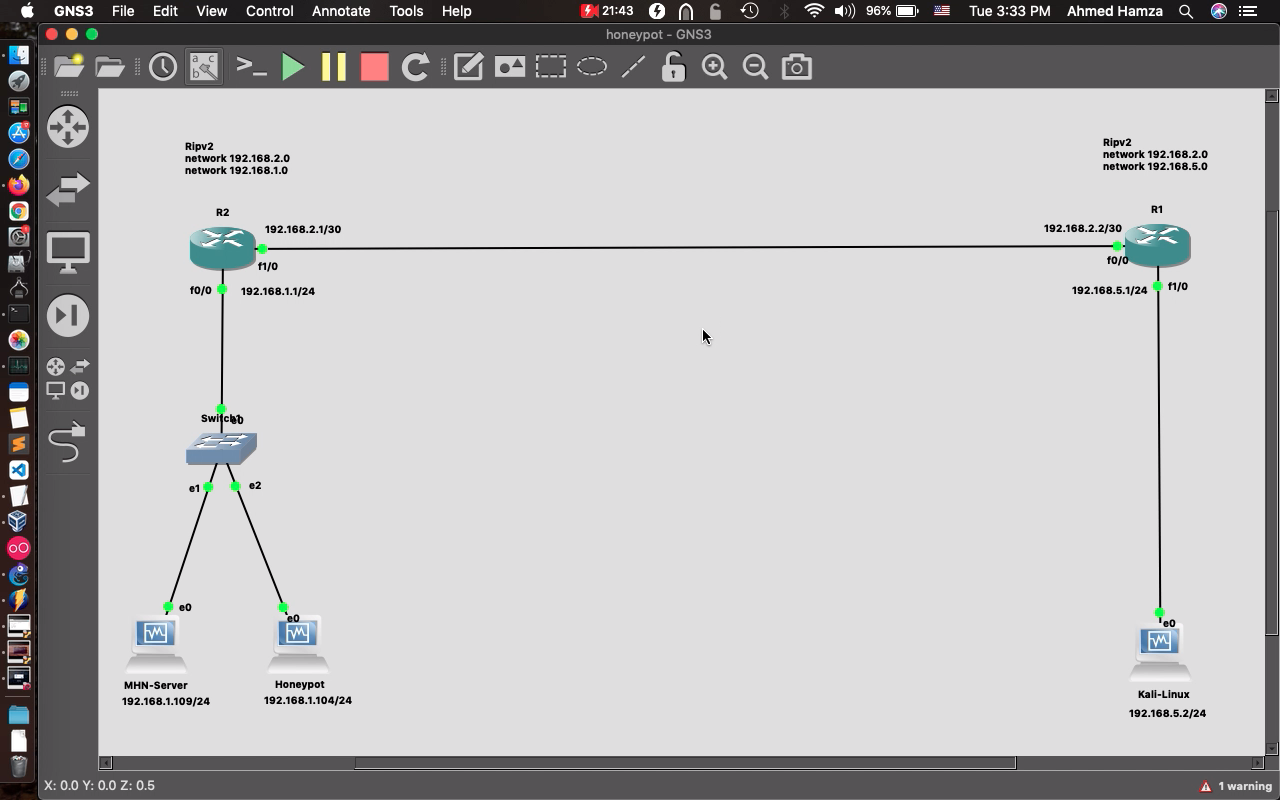 GNS3 File Edit View Control Annotate Tools Help 21:43 96% Tue 3:33 PM Ahmed Hamza
honeypot - GNS3
Ripv2
network 192.168.2.0
network 192.168.1.0
Ripv2
network 192.168.2.0
network 192.168.5.0
R2
R1
192.168.2.1/30
192.168.2.2/30
f1/0
f0/0
f0/0
192.168.1.1/24
192.168.5.1/24
f1/0
Switch1
e0
e1
e2
e0
e0
e0
MHN-Server
192.168.1.109/24
Honeypot
192.168.1.104/24
Kali-Linux
192.168.5.2/24
X: 0.0 Y: 0.0 Z: 0.5
1 warning